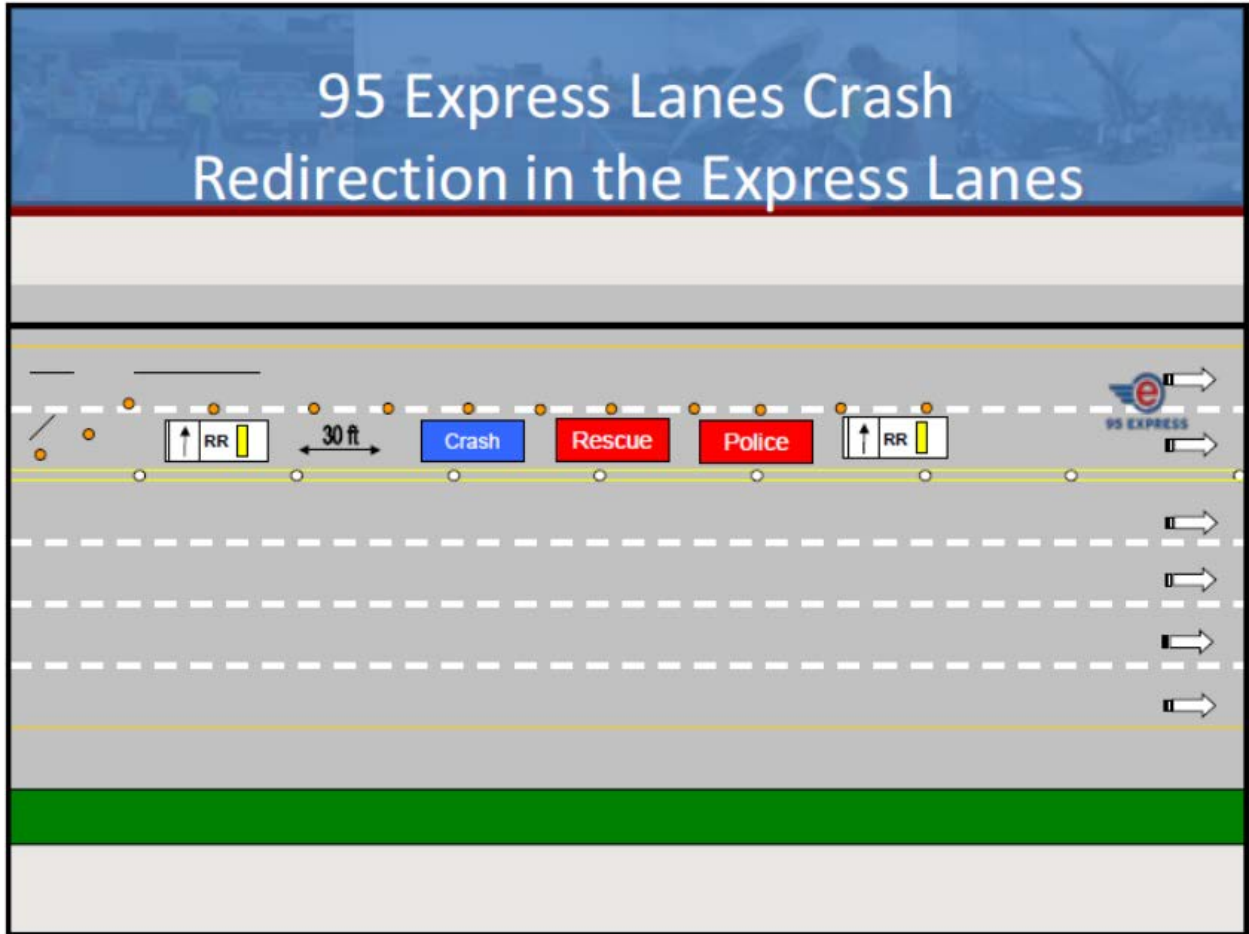 95 Express Lanes Crash
Redirection in the Express Lanes
e
95 EXPRESS
RR
30 ft
Crash
Rescue
Police
RR